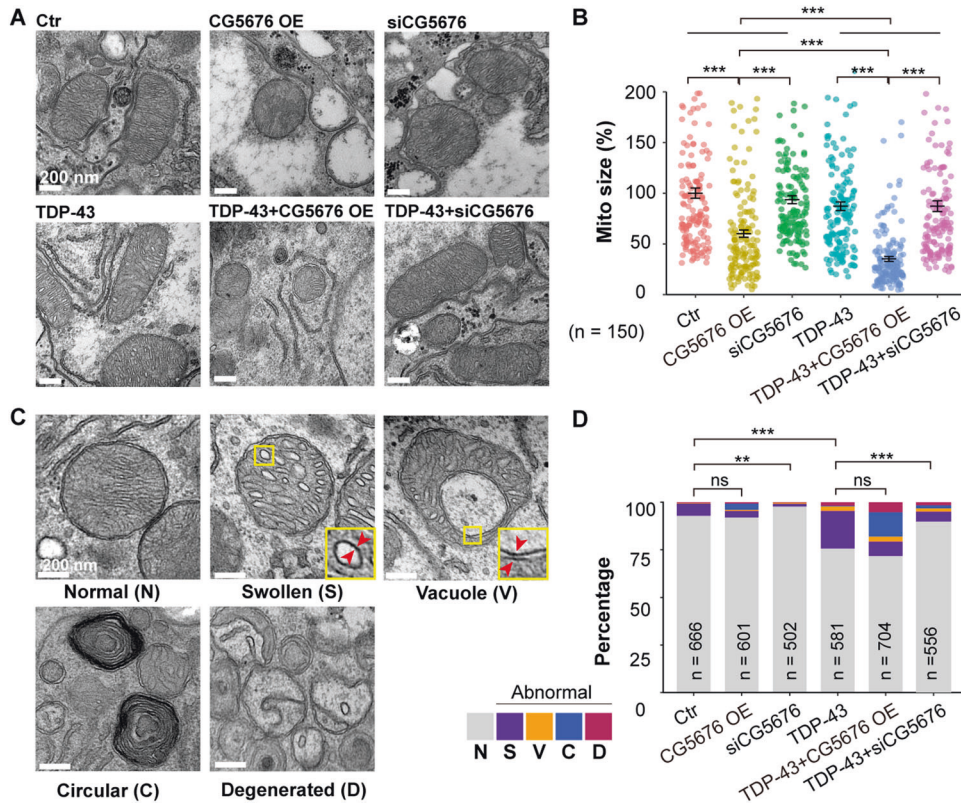 A
Ctr
CG5676 OE
siCG5676
200 nm
TDP-43
TDP-43+CG5676 OE
TDP-43+siCG5676
B
***
***
*** *** *** ***
Mito size (%)
200
150
100
50
0
(n = 150)
Ctr
CG5676 OE
siCG5676
TDP-43
TDP-43+CG5676 OE
TDP-43+siCG5676
C
200 nm
Normal (N)
Swollen (S)
Vacuole (V)
Circular (C)
Degenerated (D)
Abnormal
N S V C D
D
***
** ***
ns ns
Percentage
100
75
50
25
0
n = 666
n = 601
n = 502
n = 581
n = 704
n =556
Ctr
CG5676 OE
siCG5676
TDP-43
TDP-43+CG5676 OE
TDP-43+siCG5676